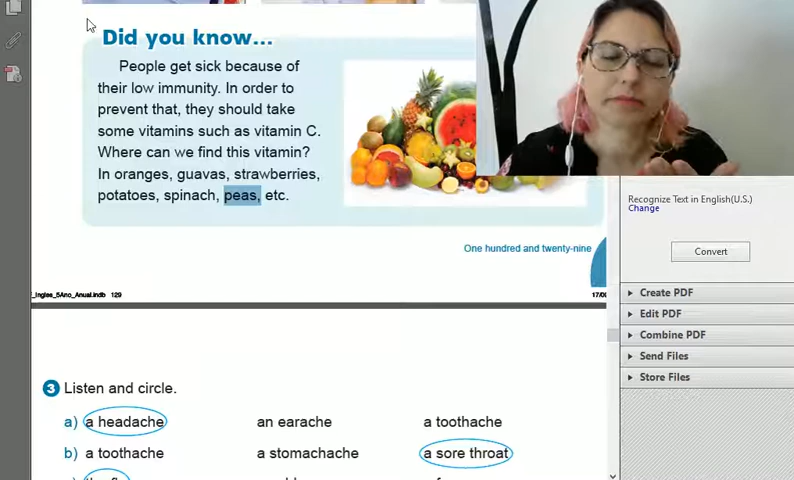 Did you know...
People get sick because of
their low immunity. In order to
prevent that, they should take
some vitamins such as vitamin C.
Where can we find this vitamin?
In oranges, guavas, strawberries,
potatoes, spinach, peas, etc.
One hundred and twenty-nine
_Ingles_5Ano_Anual.indb 129
3 Listen and circle.
a) a headache an earache a toothache
b) a toothache a stomachache a sore throat
Recognize Text in English(U.S.)
Change
Convert
Create PDF
Edit PDF
Combine PDF
Send Files
Store Files